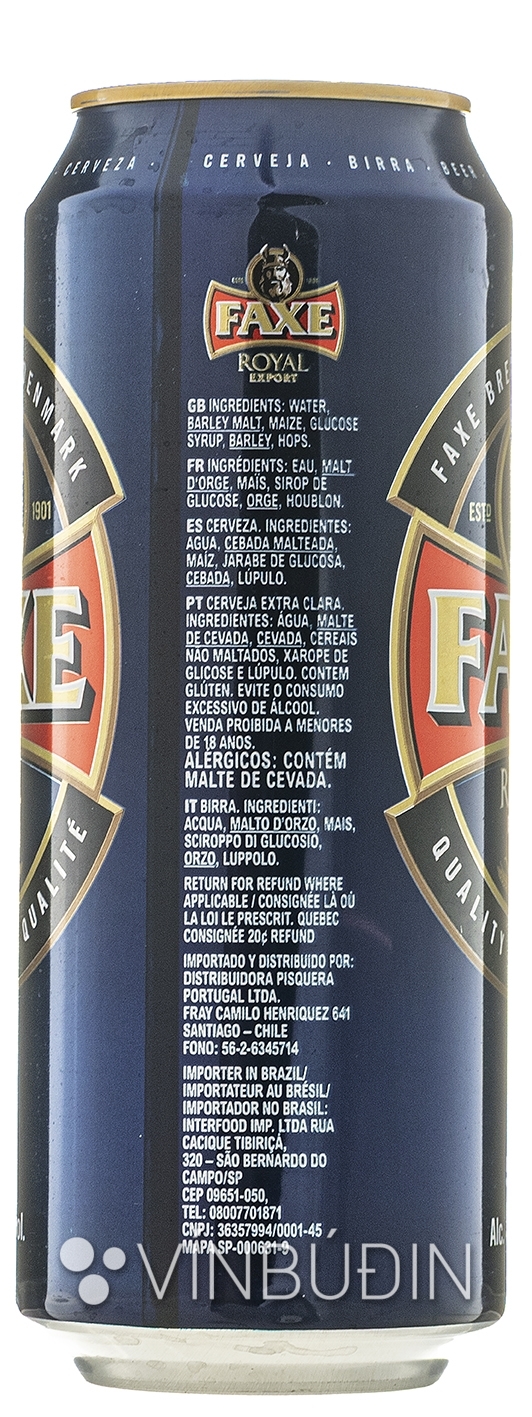 · CERVEZA · CERVEJA · BIRRA · BEER
FAXE
ROYAL
EXPORT
GB INGREDIENTS: WATER,
BARLEY MALT, MAIZE, GLUCOSE
SYRUP, BARLEY, HOPS.
FR INGRÉDIENTS: EAU, MALT
D'ORGE, MAÏS, SIROP DE
GLUCOSE, ORGE, HOUBLON.
ES CERVEZA. INGREDIENTES:
AGUA, CEBADA MALTEADA,
MAÍZ, JARABE DE GLUCOSA,
CEBADA, LÚPULO.
PT CERVEJA EXTRA CLARA.
INGREDIENTES: ÁGUA, MALTE
DE CEVADA, CEVADA, CEREAIS
NÃO MALTADOS, XAROPE DE
GLICOSE E LÚPULO. CONTEM
GLÚTEN. EVITE O CONSUMO
EXCESSIVO DE ÁLCOOL.
VENDA PROIBIDA A MENORES
DE 18 ANOS.
ALÉRGICOS: CONTÉM
MALTE DE CEVADA.
IT BIRRA. INGREDIENTI:
ACQUA, MALTO D'ORZO, MAIS,
SCIROPPO DI GLUCOSIO,
ORZO, LUPPOLO.
RETURN FOR REFUND WHERE
APPLICABLE / CONSIGNÉE LÀ OÙ
LA LOI LE PRESCRIT. QUEBEC
CONSIGNÉE 20¢ REFUND
IMPORTADO Y DISTRIBUIDO POR:
DISTRIBUIDORA PISQUERA
PORTUGAL LTDA.
FRAY CAMILO HENRIQUEZ 641
SANTIAGO – CHILE
FONO: 56-2-6345714
IMPORTER IN BRAZIL/
IMPORTATEUR AU BRÉSIL/
IMPORTADOR NO BRASIL:
INTERFOOD IMP. LTDA RUA
CACIQUE TIBIRIÇÁ,
320 – SÃO BERNARDO DO
CAMPO/SP
CEP 09651-050,
TEL: 08007701871
CNPJ: 36357994/0001-45
MAPA SP-000631-9
1901
QUALITÉ
FAXE
ESTD
QUALITY
Alc.
VÍNBÚÐIN